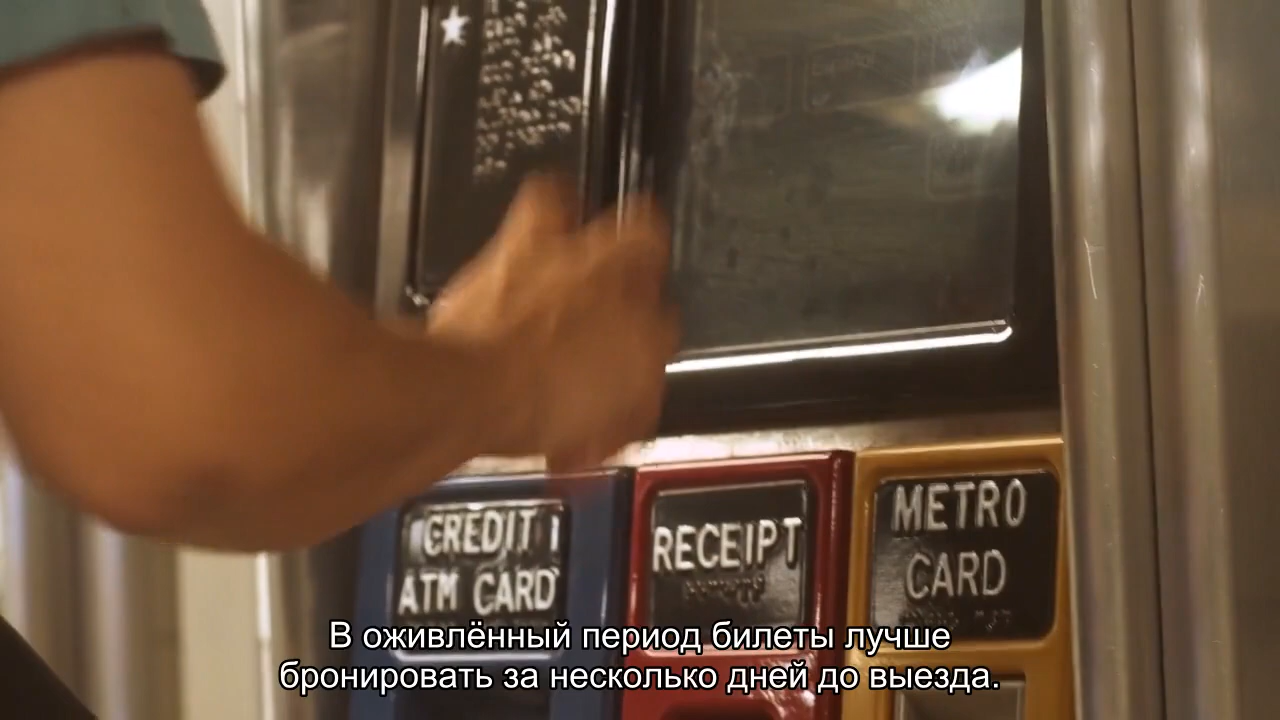 CREDIT
ATM CARD
RECEIPT
METRO
CARD
В оживлённый период билеты лучше
бронировать за несколько дней до выезда.